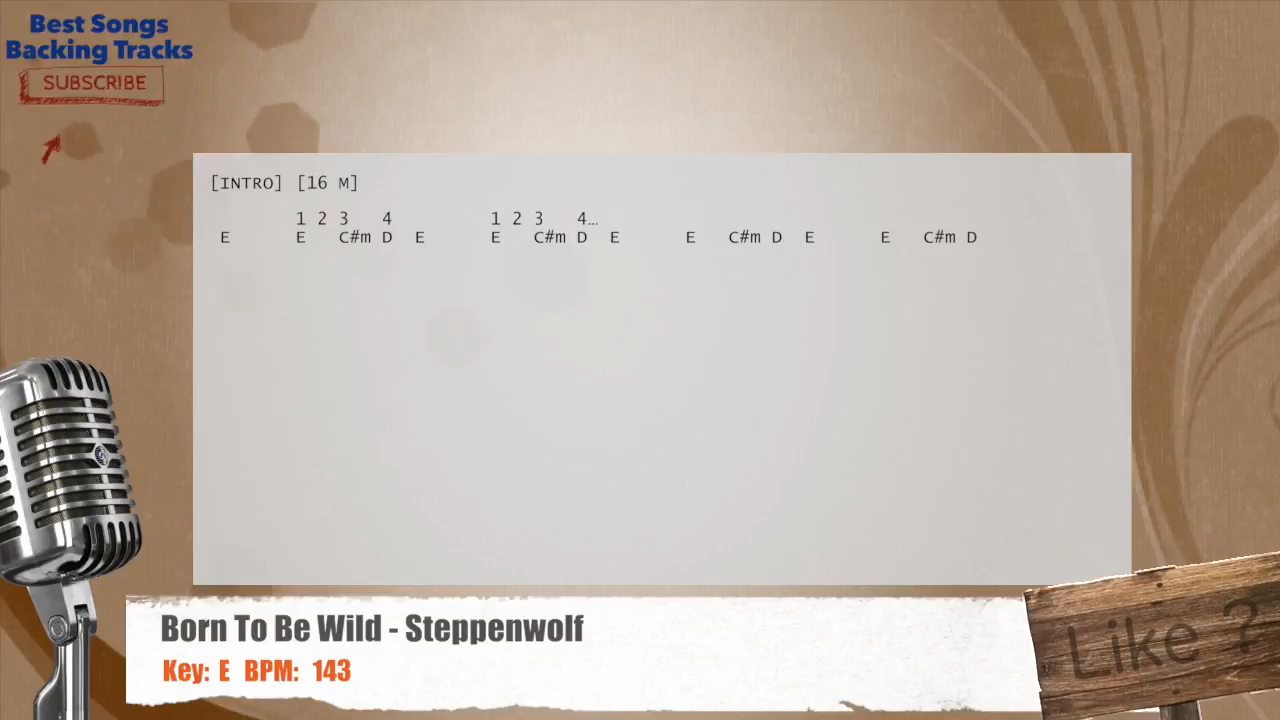 Best Songs
Backing Tracks
SUBSCRIBE
[INTRO] [16 M]
1 2 3 4 1 2 3 4…
E E C#m D E E C#m D E E C#m D E E C#m D
Born To Be Wild - Steppenwolf
Key: E BPM: 143
Like ?